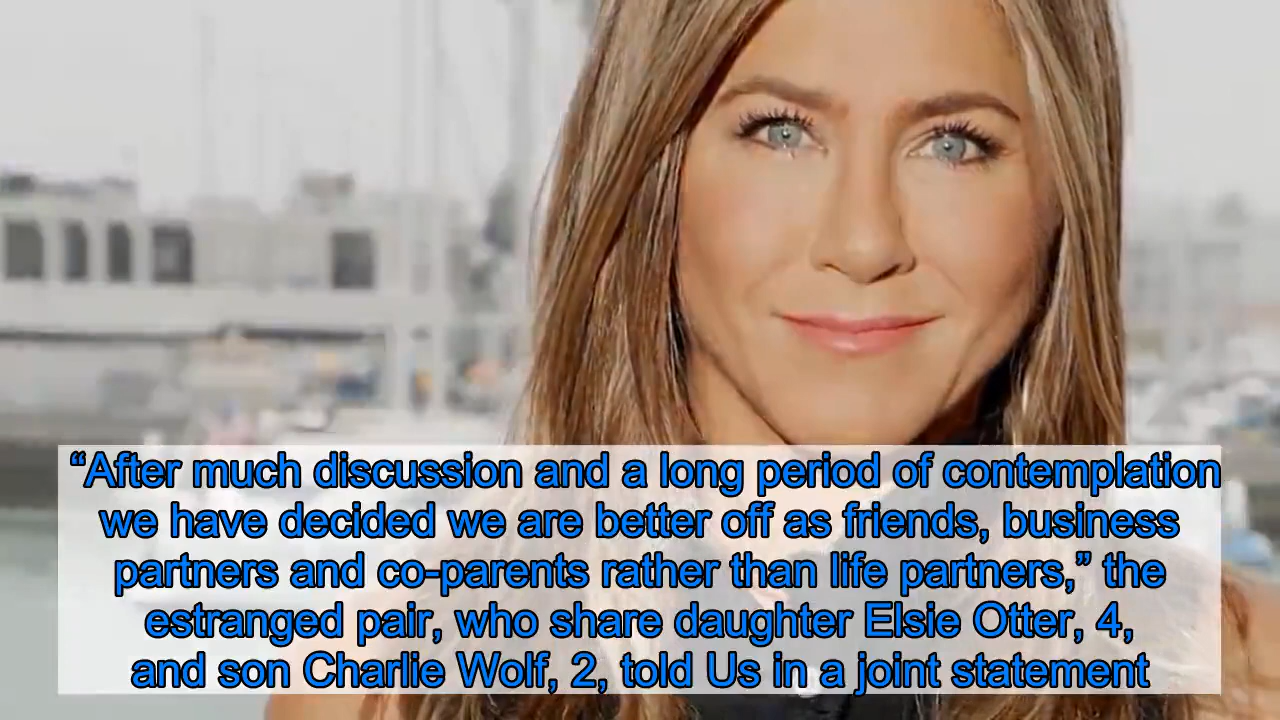 “After much discussion and a long period of contemplation
we have decided we are better off as friends, business
partners and co-parents rather than life partners,” the
estranged pair, who share daughter Elsie Otter, 4,
and son Charlie Wolf, 2, told Us in a joint statement